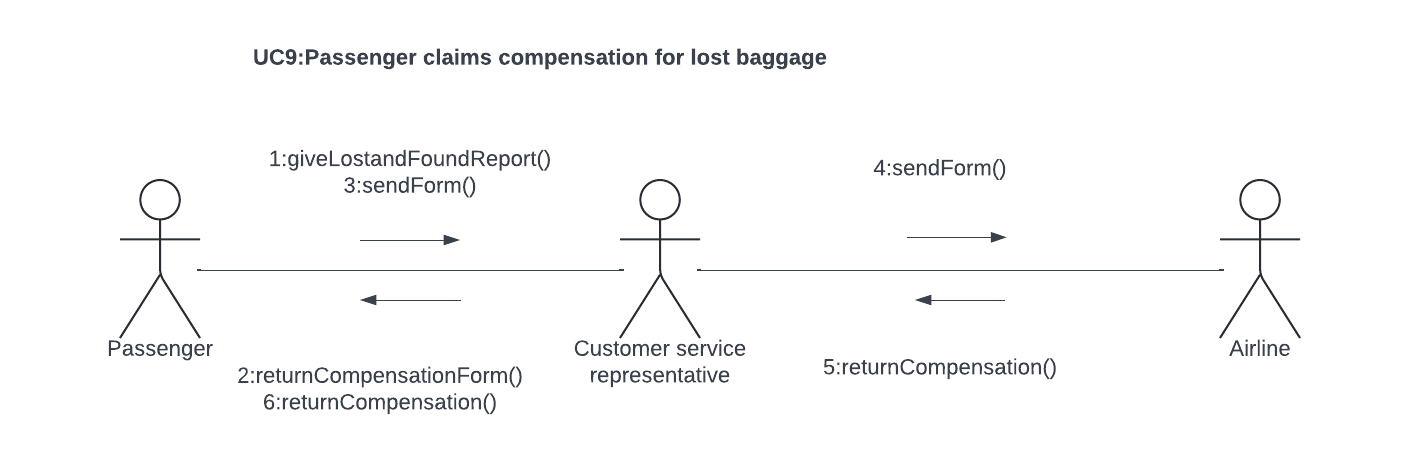 UC9:Passenger claims compensation for lost baggage
1:giveLostandFoundReport()
3:sendForm()
4:sendForm()
Passenger
Customer service
representative
Airline
2:returnCompensationForm()
6:returnCompensation()
5:returnCompensation()